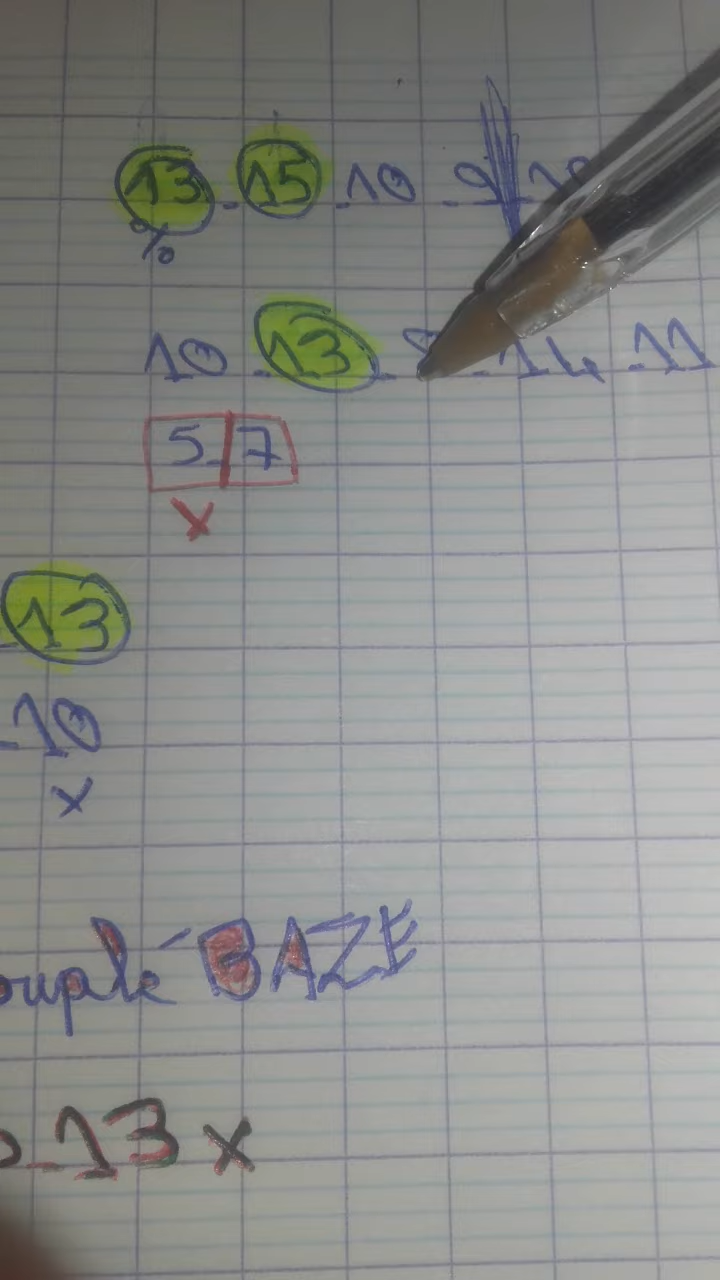 13 - 15 - 10 - 9
%
10 - 13 - - 14 - 11
5 - 7
x
- 13
- 10
x
ouplé BAZE
- 13 x